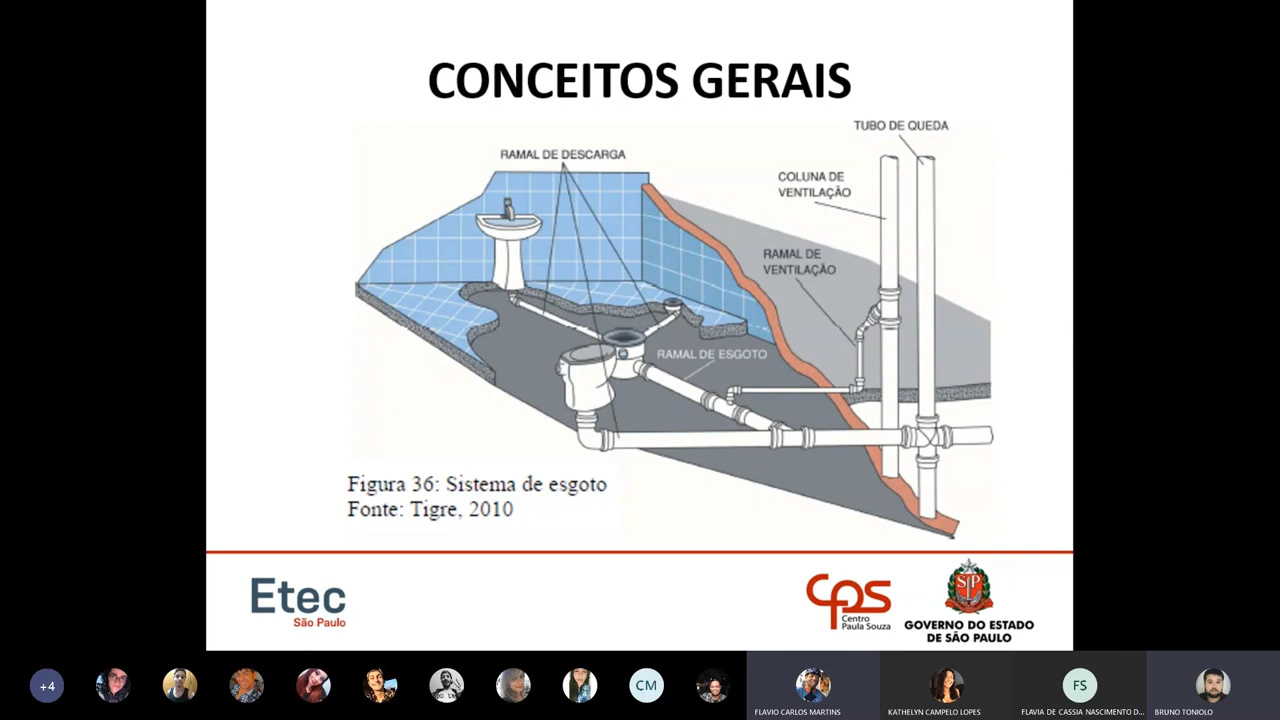 CONCEITOS GERAIS
TUBO DE QUEDA
RAMAL DE DESCARGA
COLUNA DE
VENTILAÇÃO
RAMAL DE
VENTILAÇÃO
RAMAL DE ESGOTO
Figura 36: Sistema de esgoto
Fonte: Tigre, 2010
Etec
São Paulo
CPS
Centro
Paula Souza
SP
GOVERNO DO ESTADO
DE SÃO PAULO
+4
CM
FS
FLAVIO CARLOS MARTINS
KATHELYN CAMPELO LOPES
FLAVIA DE CASSIA NASCIMENTO D...
BRUNO TONIOLO